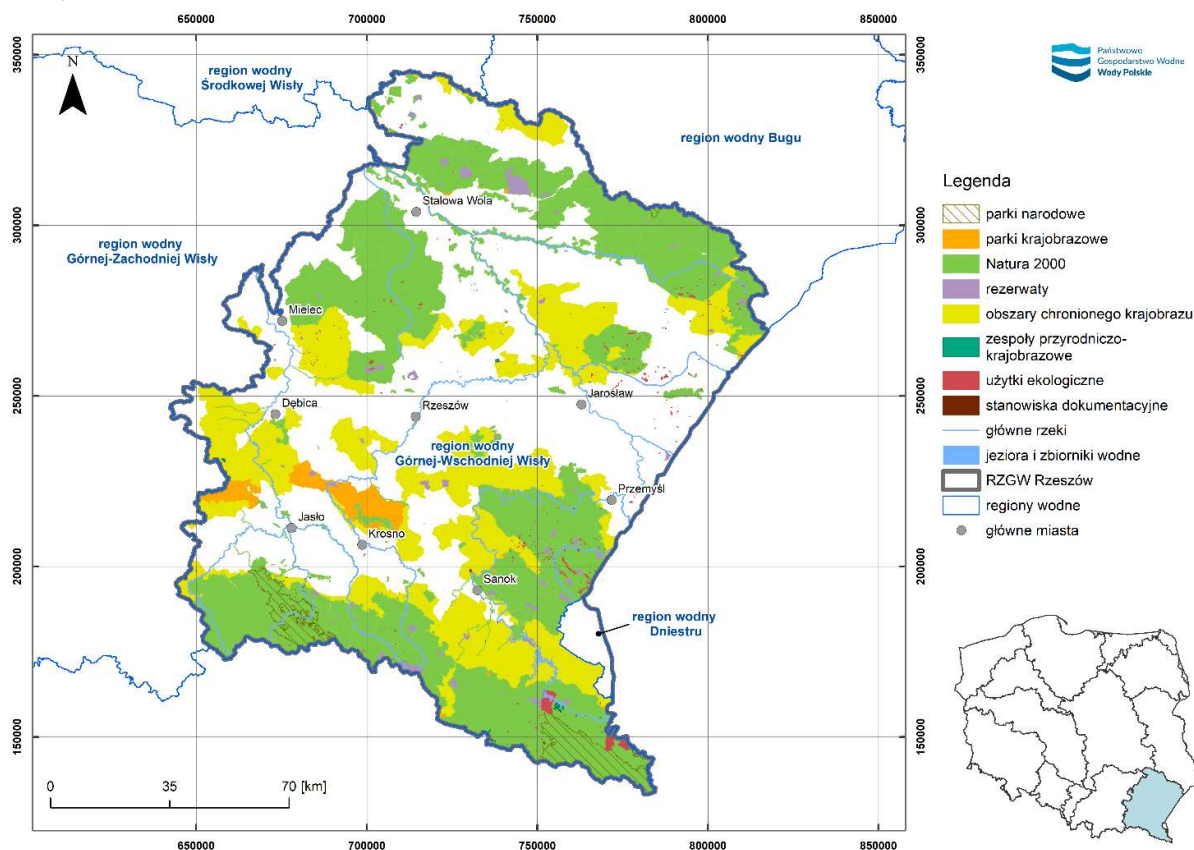 650000 700000 750000 800000 850000
350000
350000
N
region wodny
Środkowej Wisły
Państwowe
Gospodarstwo Wodne
Wody Polskie
region wodny Bugu
Legenda
parki narodowe
parki krajobrazowe
Natura 2000
rezerwaty
obszary chronionego krajobrazu
zespoły przyrodniczo-
krajobrazowe
użytki ekologiczne
stanowiska dokumentacyjne
główne rzeki
jeziora i zbiorniki wodne
RZGW Rzeszów
regiony wodne
główne miasta
Stalowa Wola
300000
300000
region wodny
Górnej-Zachodniej Wisły
Mielec
250000
250000
Dębica
Rzeszów
Jarosław
region wodny
Górnej-Wschodniej Wisły
Przemyśl
Jasło
Krosno
200000
200000
Sanok
region wodny
Dniestru
150000
150000
0 35 70 [km]
650000 700000 750000 800000 850000